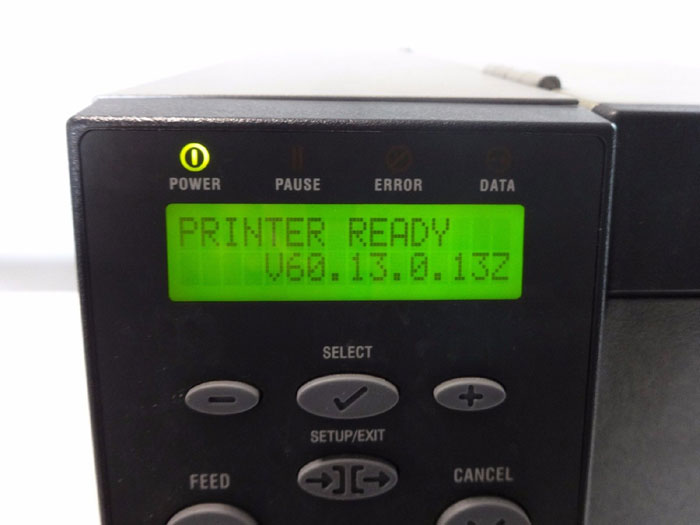 POWER PAUSE ERROR DATA
PRINTER READY
V60.13.0.13Z
SELECT
SETUP/EXIT
FEED CANCEL